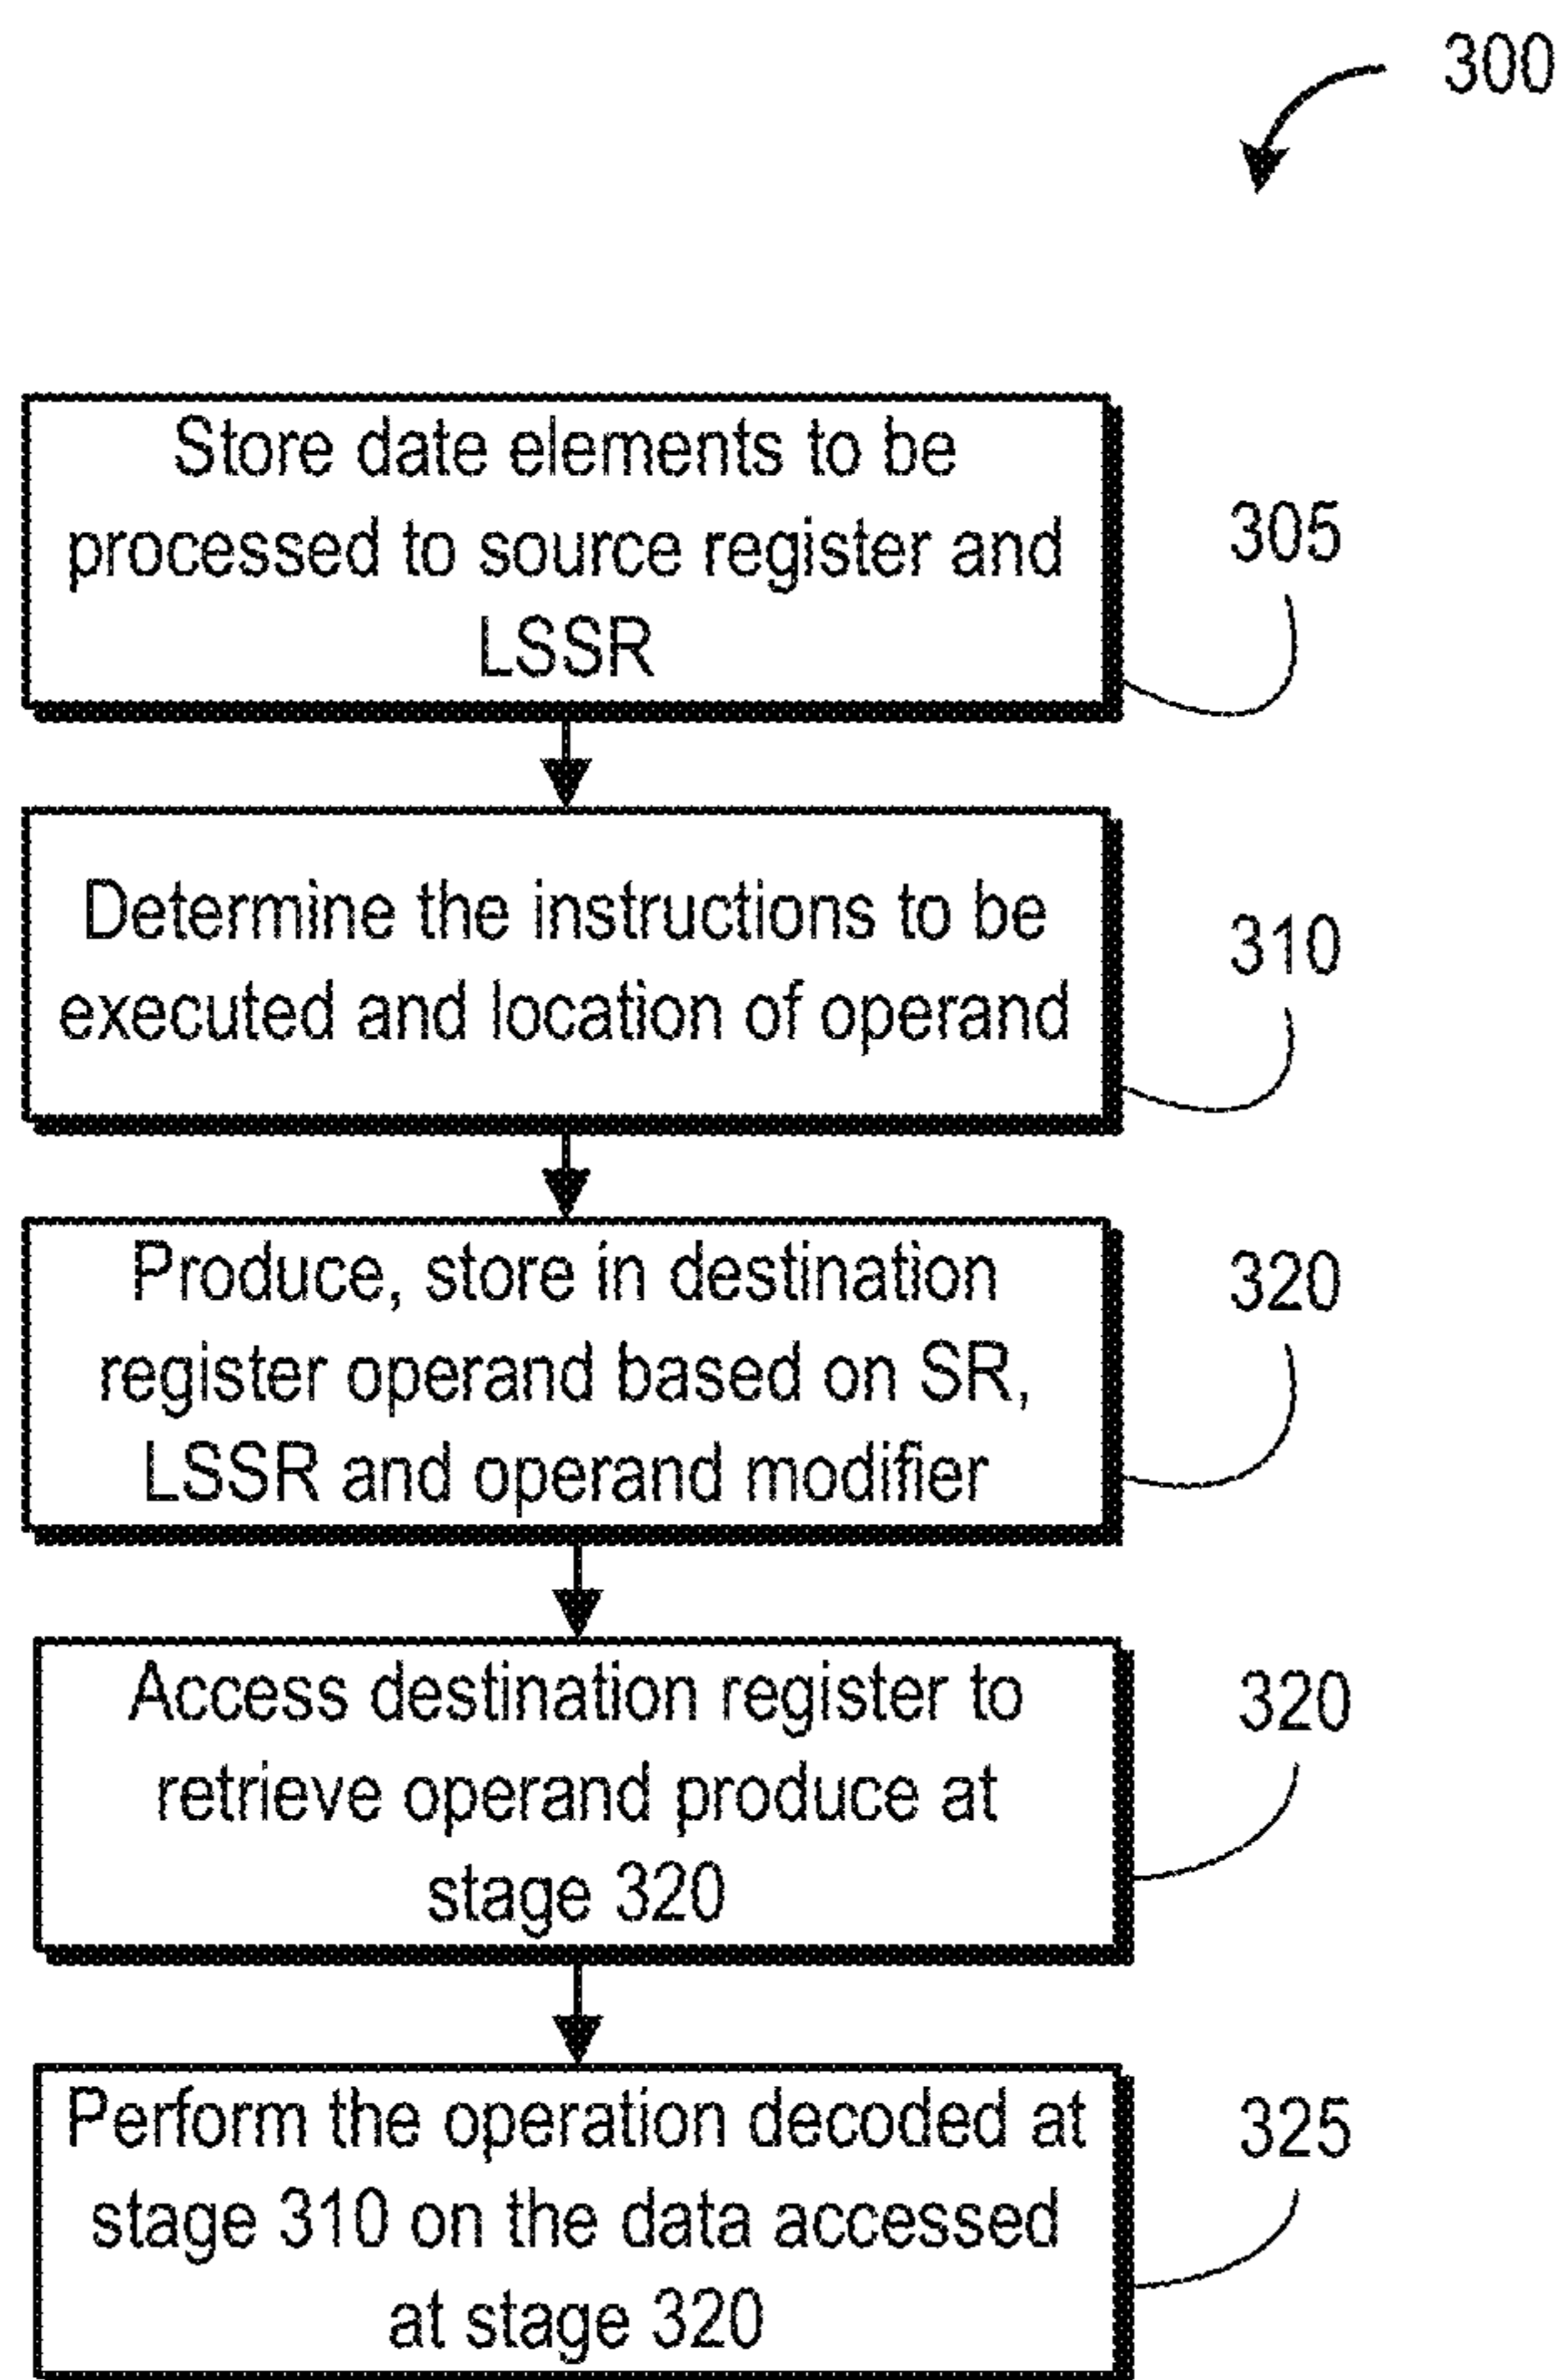 300
Store date elements to be
processed to source register and
LSSR
305
Determine the instructions to be
executed and location of operand
310
Produce, store in destination
register operand based on SR,
LSSR and operand modifier
320
Access destination register to
retrieve operand produce at
stage 320
320
Perform the operation decoded at
stage 310 on the data accessed
at stage 320
325